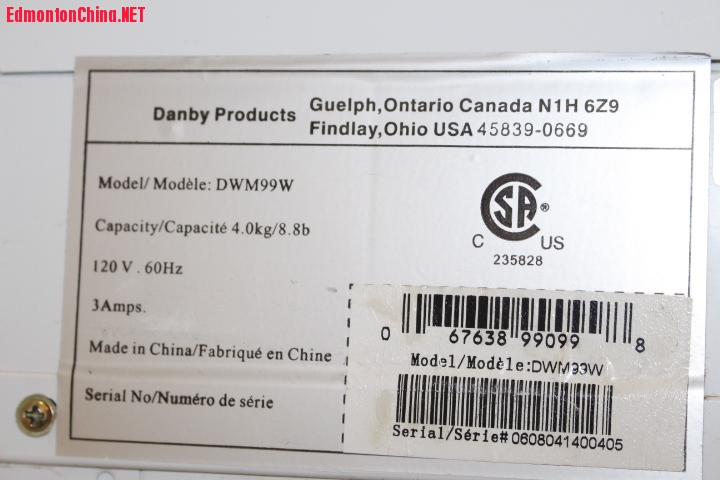 EdmontonChina.NET
Danby Products
Guelph,Ontario Canada N1H 6Z9
Findlay,Ohio USA 45839-0669
Model/ Modèle: DWM99W
Capacity/Capacité 4.0kg/8.8b
120 V . 60Hz
3Amps.
Made in China/Fabriqué en Chine
Serial No/Numéro de série
CSA®
C US
235828
0 67638 99099 8
Model/Modèle:DWM99W
Serial/Série# 0608041400405